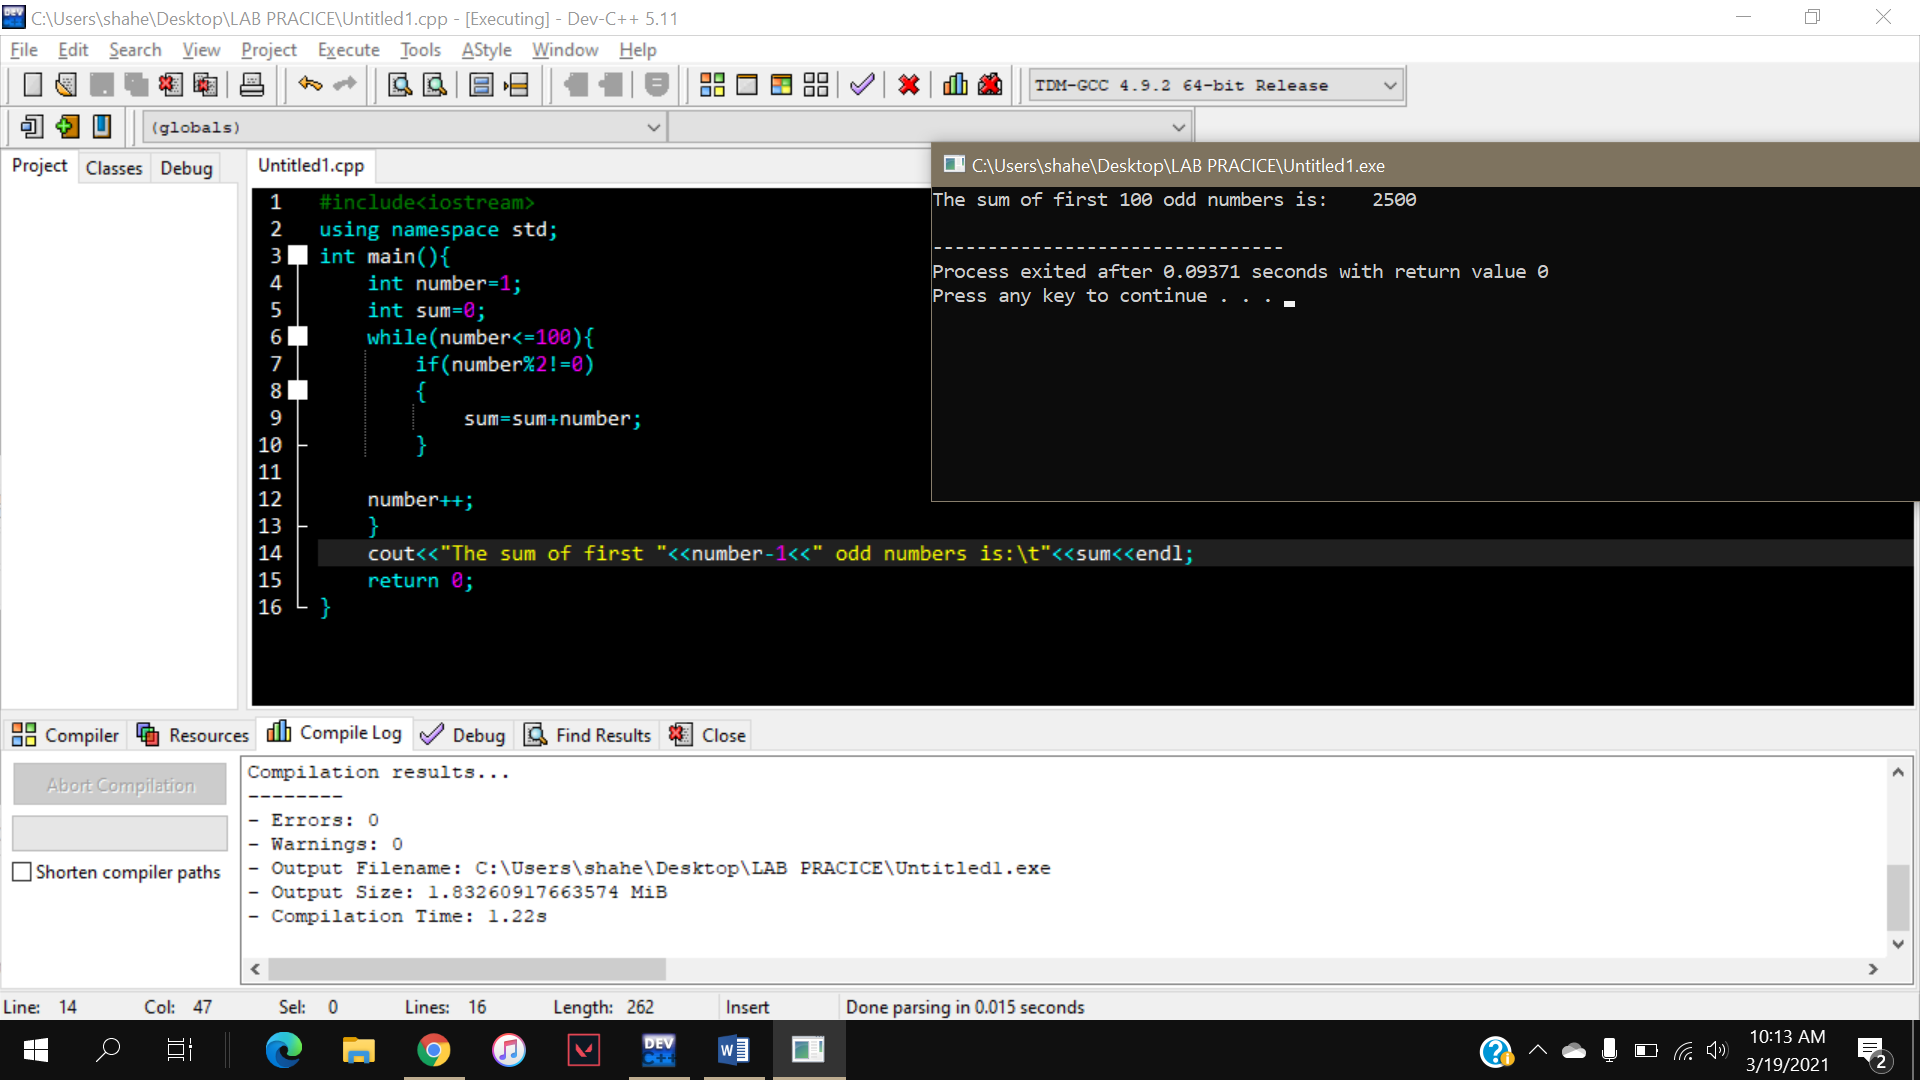 C:\Users\shahe\Desktop\LAB PRACICE\Untitled1.cpp - [Executing] - Dev-C++ 5.11
File Edit Search View Project Execute Tools AStyle Window Help
TDM-GCC 4.9.2 64-bit Release
(globals)
Project Classes Debug
Untitled1.cpp
1 #include<iostream>
2 using namespace std;
3 int main(){
4 int number=1;
5 int sum=0;
6 while(number<=100){
7 if(number%2!=0)
8 {
9 sum=sum+number;
10 }
11
12 number++;
13 }
14 cout<<"The sum of first "<<number-1<<" odd numbers is:\t"<<sum<<endl;
15 return 0;
16 }
C:\Users\shahe\Desktop\LAB PRACICE\Untitled1.exe
The sum of first 100 odd numbers is: 2500
--------------------------------
Process exited after 0.09371 seconds with return value 0
Press any key to continue . . .
Compiler Resources Compile Log Debug Find Results Close
Abort Compilation
Shorten compiler paths
Compilation results...
--------
- Errors: 0
- Warnings: 0
- Output Filename: C:\Users\shahe\Desktop\LAB PRACICE\Untitled1.exe
- Output Size: 1.83260917663574 MiB
- Compilation Time: 1.22s
Line: 14 Col: 47 Sel: 0 Lines: 16 Length: 262 Insert Done parsing in 0.015 seconds
DEV C++
10:13 AM
3/19/2021
2